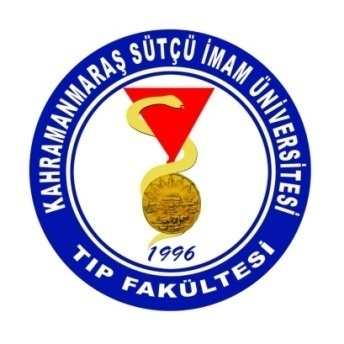 KAHRAMANMARAŞ SÜTÇÜ İMAM ÜNİVERSİTESİ
1996
TIP FAKÜLTESİ